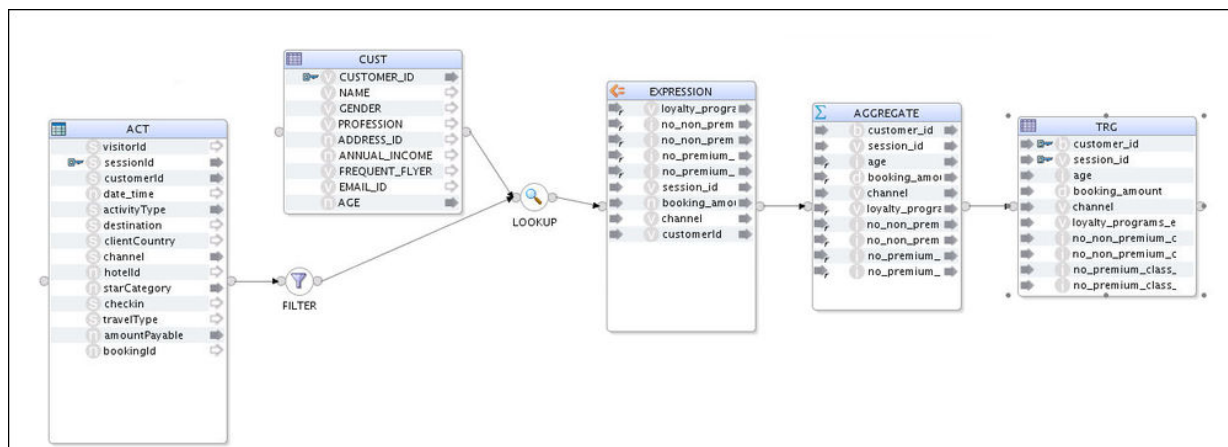 ACT
visitorId
sessionId
customerId
date_time
activityType
destination
clientCountry
channel
hotelId
starCategory
checkin
travelType
amountPayable
bookingId
FILTER
CUST
CUSTOMER_ID
NAME
GENDER
PROFESSION
ADDRESS_ID
ANNUAL_INCOME
FREQUENT_FLYER
EMAIL_ID
AGE
LOOKUP
EXPRESSION
loyalty_progra
no_non_prem
no_non_prem
no_premium_
no_premium_
session_id
booking_amou
channel
customerId
AGGREGATE
customer_id
session_id
age
booking_amou
channel
loyalty_progra
no_non_prem
no_non_prem
no_premium_
no_premium_
TRG
customer_id
session_id
age
booking_amount
channel
loyalty_programs_e
no_non_premium_c
no_non_premium_c
no_premium_class_
no_premium_class_